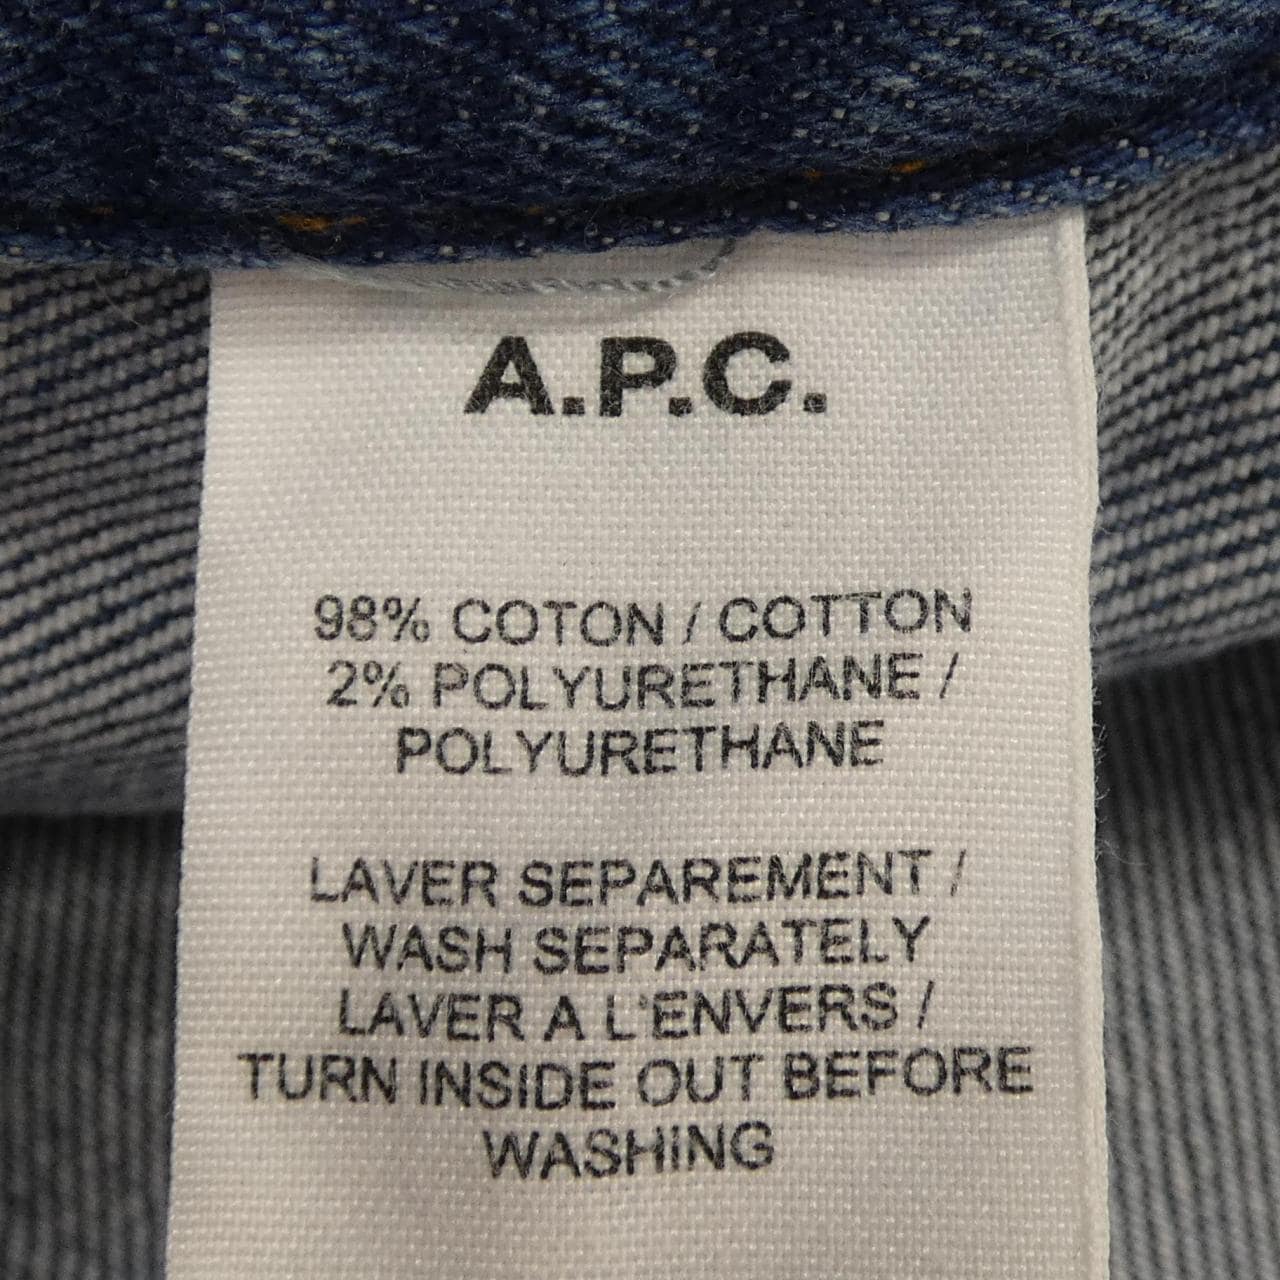 A.P.C.
98% COTON / COTTON
2% POLYURETHANE /
POLYURETHANE
LAVER SEPAREMENT /
WASH SEPARATELY
LAVER A L'ENVERS /
TURN INSIDE OUT BEFORE
WASHING